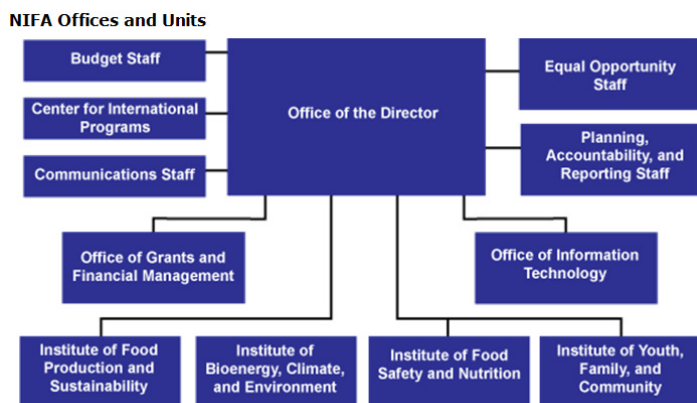 NIFA Offices and Units
Budget Staff
Center for International
Programs
Communications Staff
Office of the Director
Equal Opportunity
Staff
Planning,
Accountability, and
Reporting Staff
Office of Grants and
Financial Management
Office of Information
Technology
Institute of Food
Production and
Sustainability
Institute of
Bioenergy, Climate,
and Environment
Institute of Food
Safety and Nutrition
Institute of Youth,
Family, and
Community